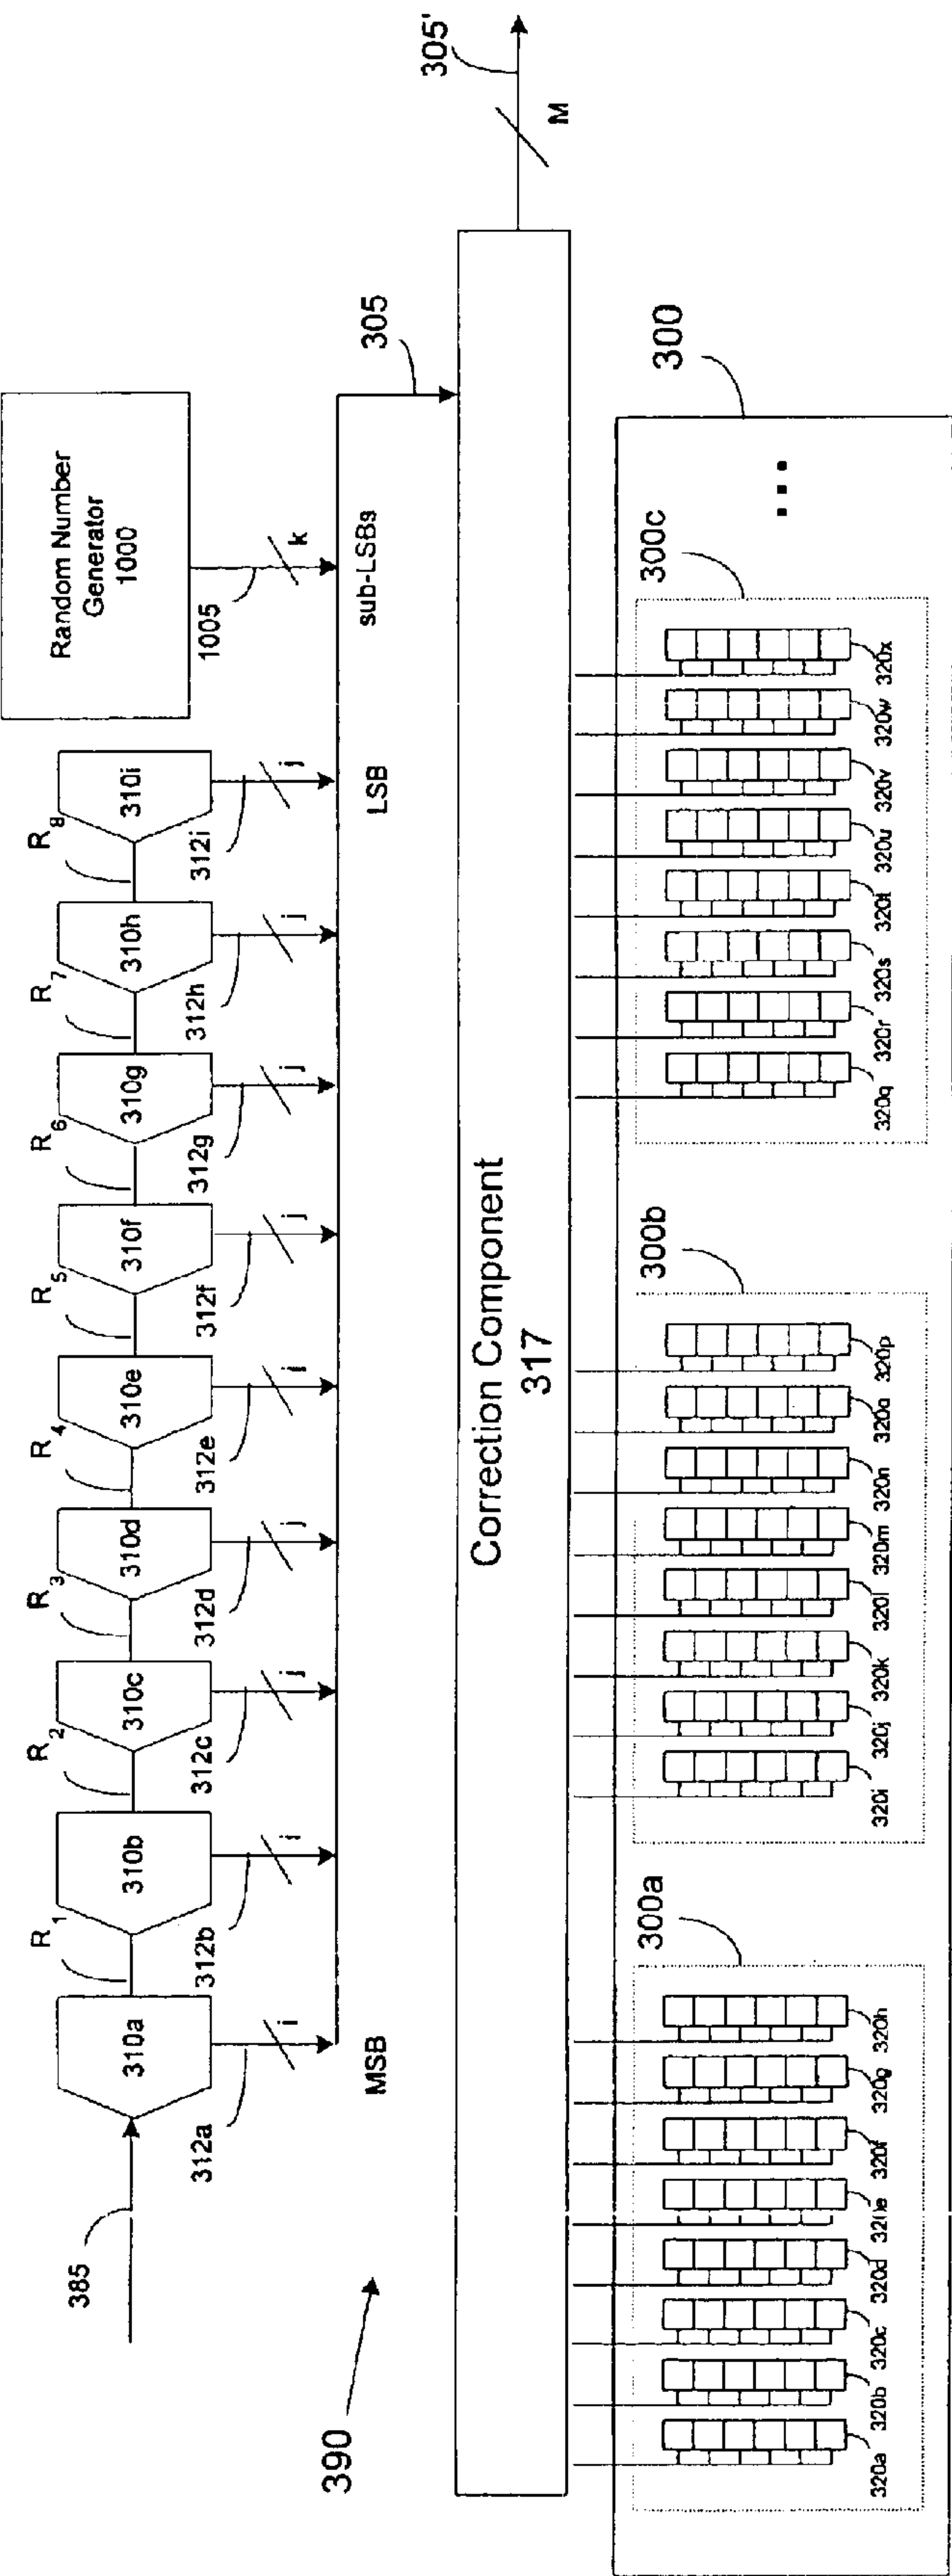 385
310a
R1
310b
R2
310c
R3
310d
R4
310e
R5
310f
R6
310g
R7
310h
R8
310i
Random Number
Generator
1000
312a
i
312b
i
312c
j
312d
j
312e
j
312f
j
312g
j
312h
j
312i
j
1005
k
MSB
LSB
sub-LSBs
305
390
Correction Component
317
305'
M
300a
300b
300c
300
...
320a
320b
320c
320d
320e
320f
320g
320h
320i
320j
320k
320l
320m
320n
320o
320p
320q
320r
320s
320t
320u
320v
320w
320x